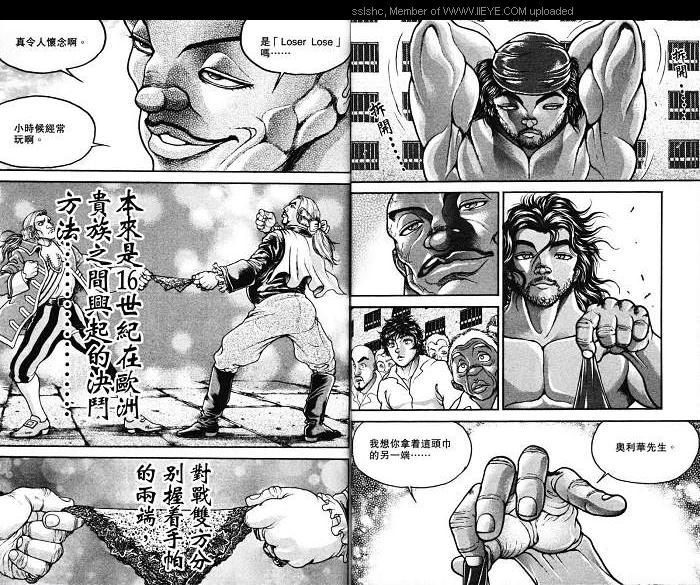 sslshc, Member of WWW.IIEYE.COM uploaded
拆開…
拆開…
奧利華先生。
我想你拿着這頭巾
的另一端……
是「Loser Lose」
嗎……
真令人懷念啊。
小時候經常
玩啊。
本來是16世紀在歐洲
貴族之間興起的決鬥
方法…………
對戰雙方分
別握着手帕
的兩端，